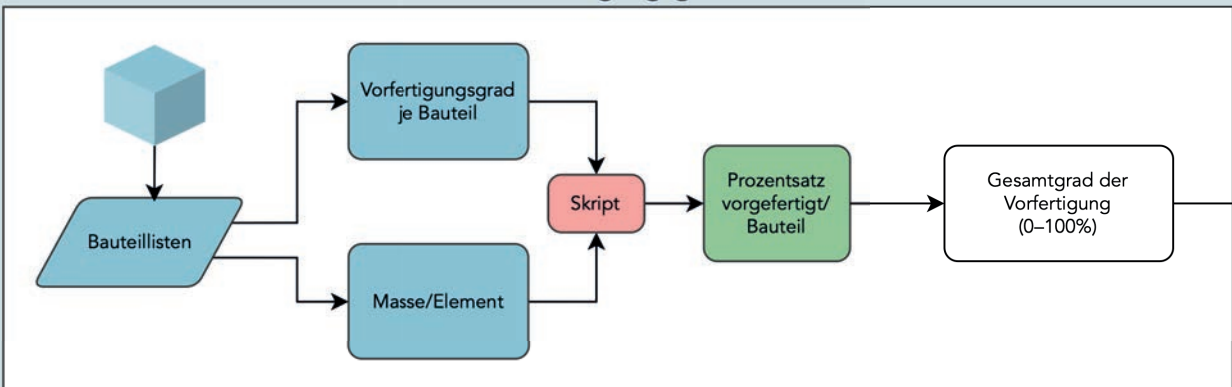 Vorfertigungsgrad
je Bauteil
Bauteillisten
Masse/Element
Skript
Prozentsatz
vorgefertigt/
Bauteil
Gesamtgrad der
Vorfertigung
(0–100%)